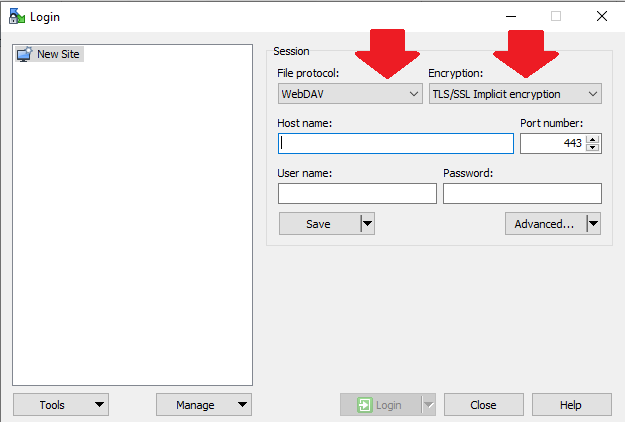 Login
New Site
Session
File protocol: Encryption:
WebDAV TLS/SSL Implicit encryption
Host name: Port number:
443
User name: Password:
Save Advanced...
Tools Manage Login Close Help